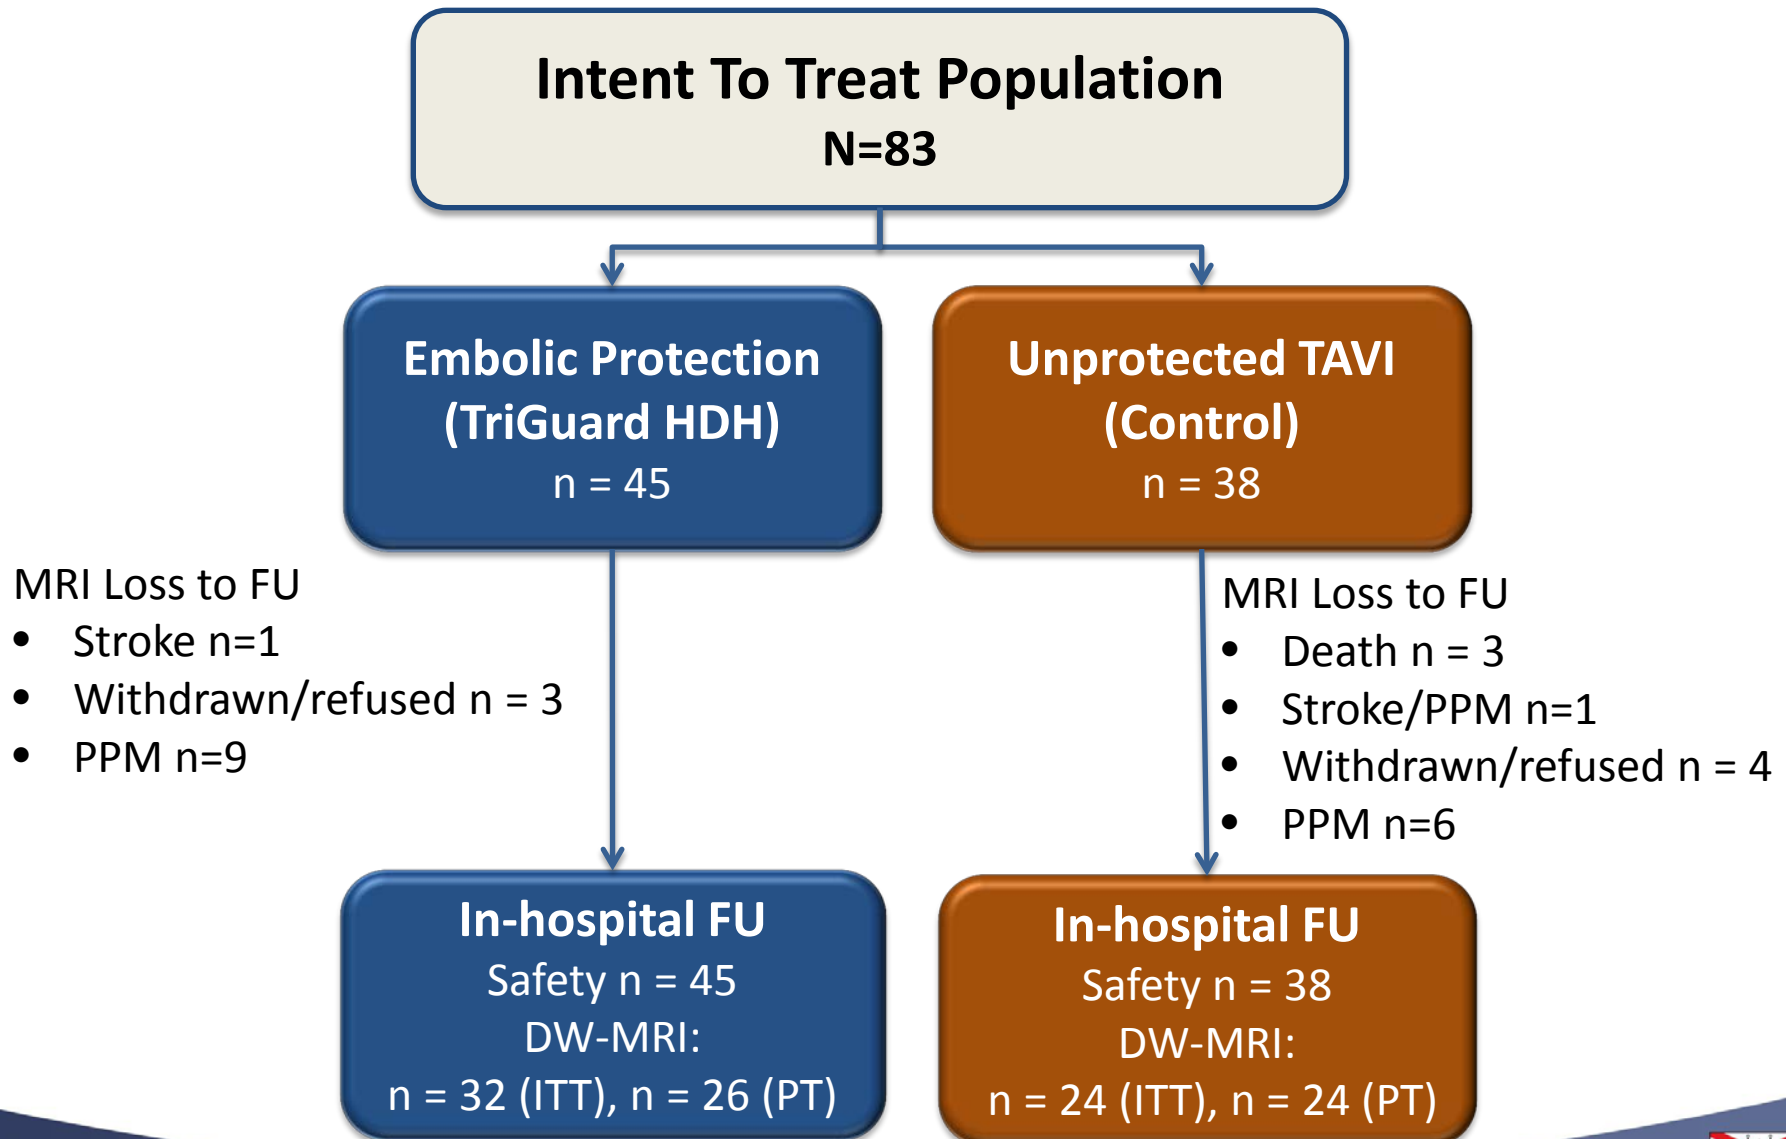 Intent To Treat Population
N=83
Embolic Protection
(TriGuard HDH)
n = 45
Unprotected TAVI
(Control)
n = 38
MRI Loss to FU
• Stroke n=1
• Withdrawn/refused n = 3
• PPM n=9
MRI Loss to FU
• Death n = 3
• Stroke/PPM n=1
• Withdrawn/refused n = 4
• PPM n=6
In-hospital FU
Safety n = 45
DW-MRI:
n = 32 (ITT), n = 26 (PT)
In-hospital FU
Safety n = 38
DW-MRI:
n = 24 (ITT), n = 24 (PT)